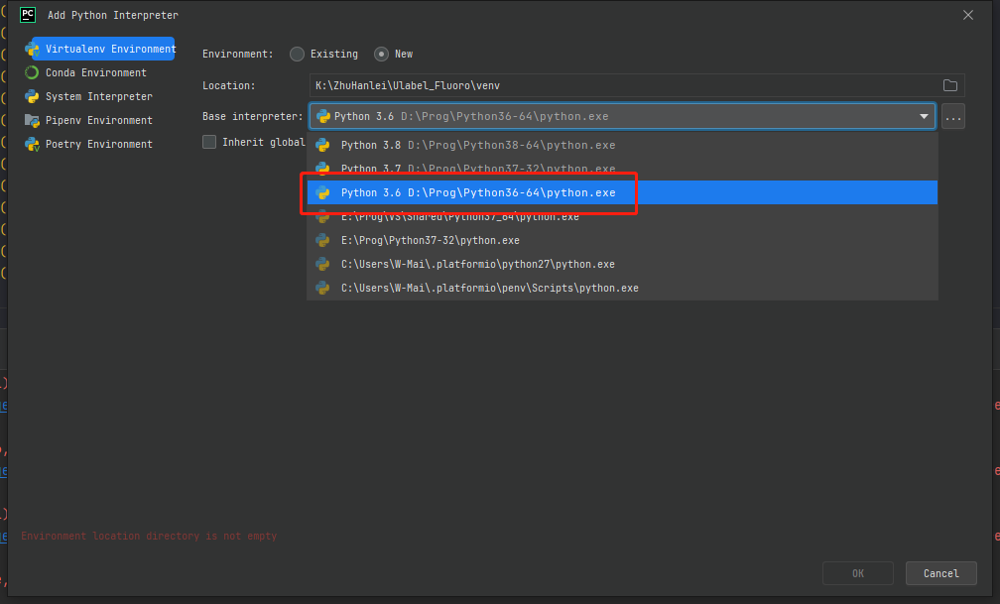 PC Add Python Interpreter
Virtualenv Environment
Conda Environment
System Interpreter
Pipenv Environment
Poetry Environment
Environment: Existing New
Location: K:\ZhuHanlei\Ulabel_Fluoro\venv
Base interpreter: Python 3.6 D:\Prog\Python36-64\python.exe ...
Inherit global
Python 3.8 D:\Prog\Python38-64\python.exe
Python 3.7 D:\Prog\Python37-32\python.exe
Python 3.6 D:\Prog\Python36-64\python.exe
E:\Prog\VS\Shared\Python37_64\python.exe
E:\Prog\Python37-32\python.exe
C:\Users\W-Mai\.platformio\python27\python.exe
C:\Users\W-Mai\.platformio\penv\Scripts\python.exe
Environment location directory is not empty
OK Cancel